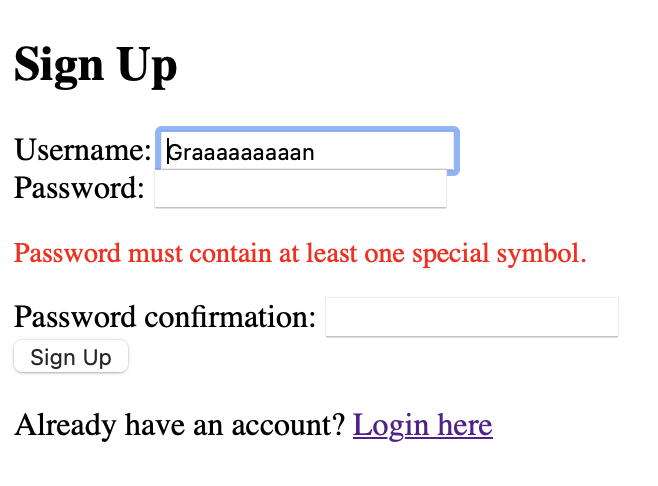 Sign Up
Username: Graaaaaaaaan
Password:
Password must contain at least one special symbol.
Password confirmation:
Sign Up
Already have an account? Login here